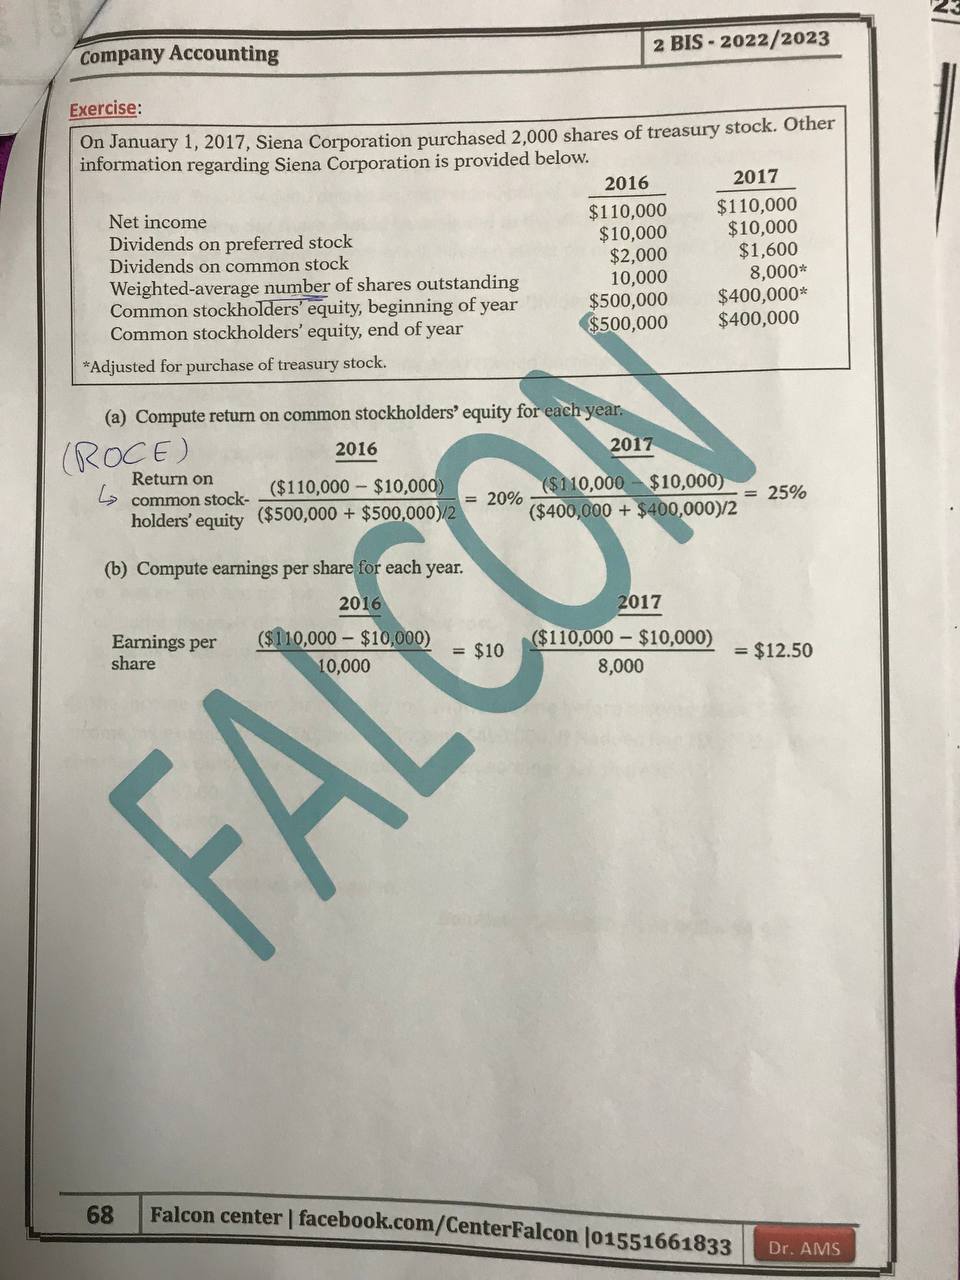 23
Company Accounting
2 BIS - 2022/2023
Exercise:
On January 1, 2017, Siena Corporation purchased 2,000 shares of treasury stock. Other
information regarding Siena Corporation is provided below.
2016 2017
Net income $110,000 $110,000
Dividends on preferred stock $10,000 $10,000
Dividends on common stock $2,000 $1,600
Weighted-average number of shares outstanding 10,000 8,000*
Common stockholders' equity, beginning of year $500,000 $400,000*
Common stockholders' equity, end of year $500,000 $400,000
*Adjusted for purchase of treasury stock.
(a) Compute return on common stockholders' equity for each year.
(ROCE)
2016 2017
Return on
common stock-
holders' equity
($110,000 – $10,000)
($500,000 + $500,000)/2
= 20%
($110,000 – $10,000)
($400,000 + $400,000)/2
= 25%
(b) Compute earnings per share for each year.
2016 2017
Earnings per
share
($110,000 – $10,000)
10,000
= $10
($110,000 – $10,000)
8,000
= $12.50
FALCON
68
Falcon center | facebook.com/CenterFalcon |01551661833
Dr. AMS